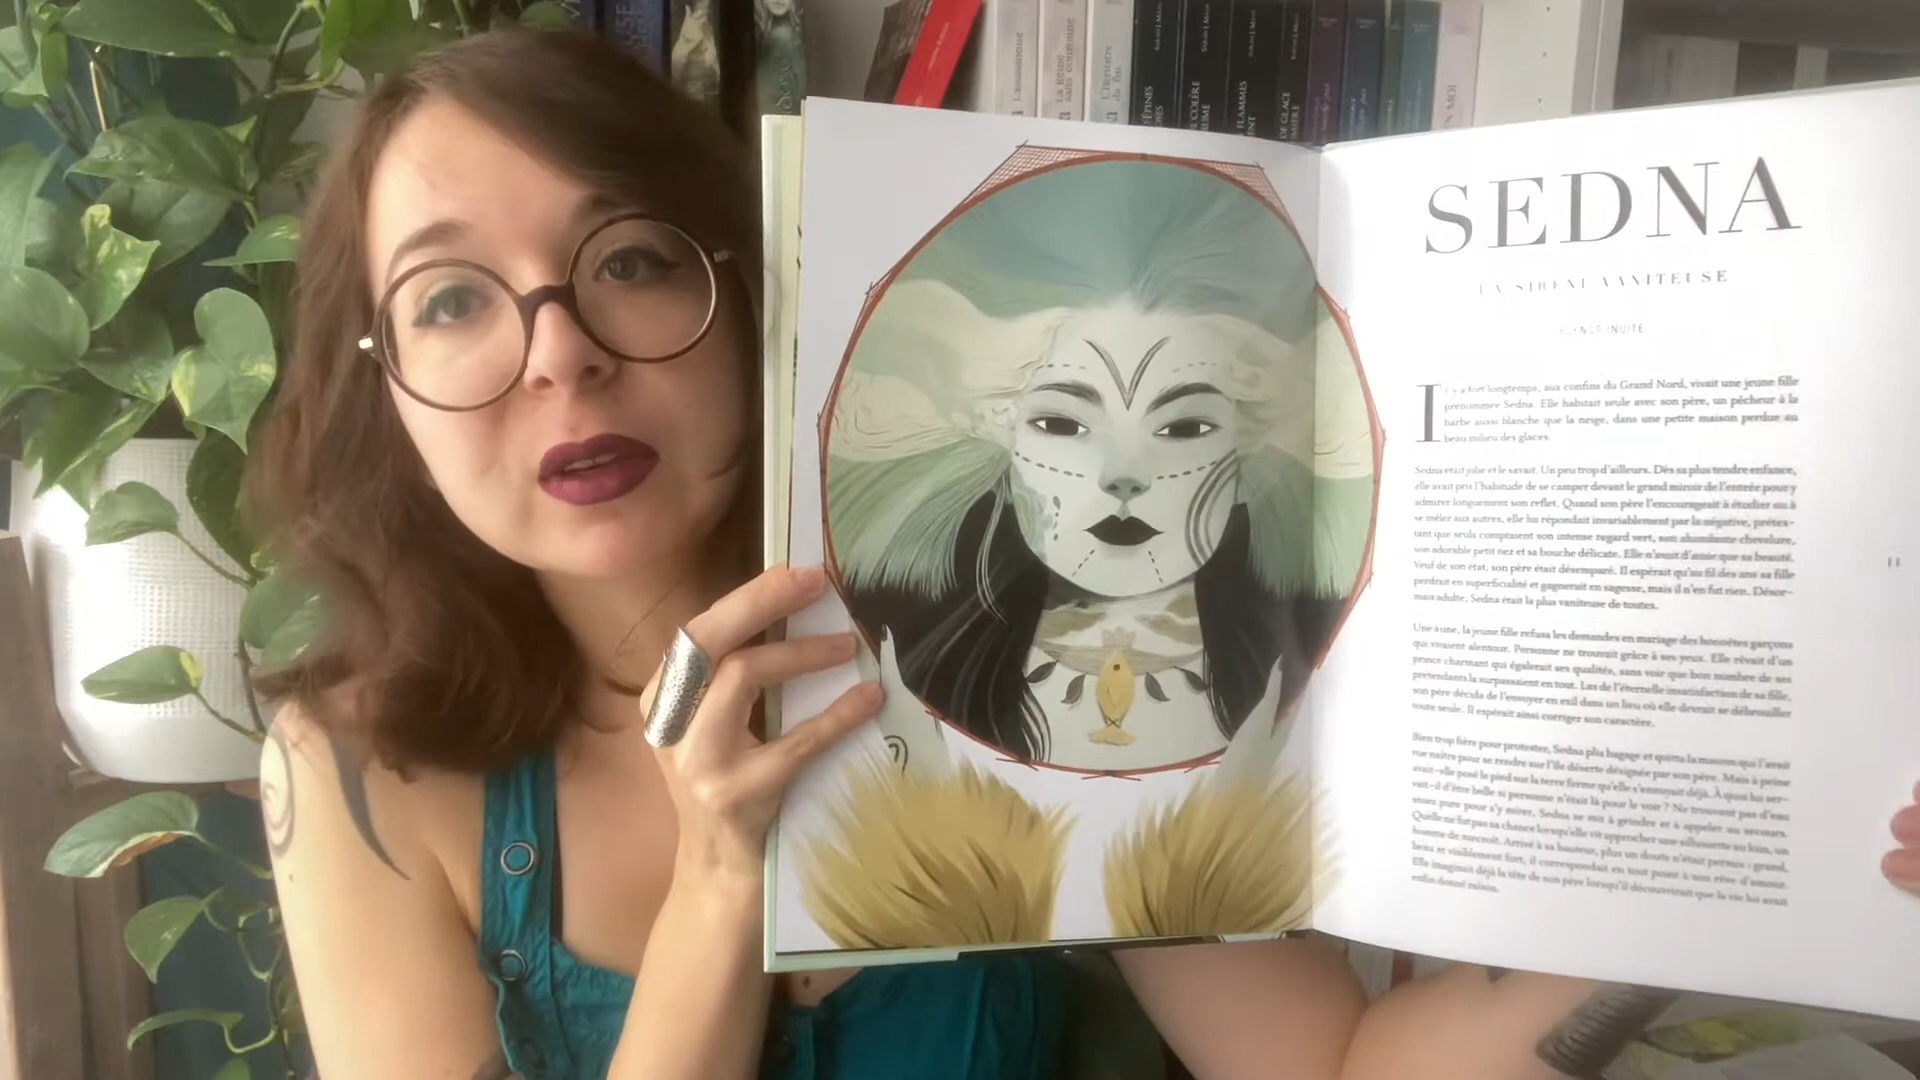 La Reine
sans couronne
L'héritière
du feu
FLAMMES
DE GLACE
SEDNA
LA SIRÈNE VANITEUSE
INUITE
Il y a fort longtemps, aux confins du Grand Nord, vivait une jeune fille
prénommée Sedna. Elle habitait seule avec son père, un pêcheur à la
barbe aussi blanche que la neige, dans une petite maison perdue au
beau milieu des glaces.
Sedna était jolie et le savait. Un peu trop d'ailleurs. Dès sa plus tendre enfance,
elle avait pris l'habitude de se camper devant le grand miroir de l'entrée pour y
admirer longuement son reflet. Quand son père l'encourageait à étudier ou à
se mêler aux autres, elle lui répondait invariablement par la négative, prétex-
tant que seuls comptaient son intense regard vert, son abondante chevelure,
son adorable petit nez et sa bouche délicate. Elle n'avait d'amie que sa beauté.
Veuf de son état, son père était désemparé. Il espérait qu'au fil des ans sa fille
perdrait en superficialité et gagnerait en sagesse, mais il n'en fut rien. Désor-
mais adulte, Sedna était la plus vaniteuse de toutes.
Une à une, la jeune fille refusa les demandes en mariage des honnêtes garçons
qui vivaient alentour. Personne ne trouvait grâce à ses yeux. Elle rêvait d'un
prince charmant qui égalerait ses qualités, sans voir que bon nombre de ses
prétendants la surpassaient en tout. Las de l'éternelle insatisfaction de sa fille,
son père décida de l'envoyer en exil dans un lieu où elle devrait se débrouiller
toute seule. Il espérait ainsi corriger son caractère.
Bien trop fière pour protester, Sedna plia bagage et quitta la maison qui l'avait
vue naître pour se rendre sur l'île déserte désignée par son père. Mais à peine
avait-elle posé le pied sur la terre ferme qu'elle s'ennuyait déjà. À quoi lui ser-
vait-il d'être belle si personne n'était là pour le voir ? Ne trouvant pas d'eau
assez pure pour s'y mirer, Sedna se mit à geindre et à appeler au secours.
Quelle ne fut pas sa chance lorsqu'elle vit approcher une silhouette au loin, un
homme de surcroît. Arrivé à sa hauteur, plus un doute n'était permis : grand,
beau et visiblement fort, il correspondait en tout point à son rêve d'amour.
Elle imaginait déjà la tête de son père lorsqu'il découvrirait que la vie lui avait
enfin donné raison.
11